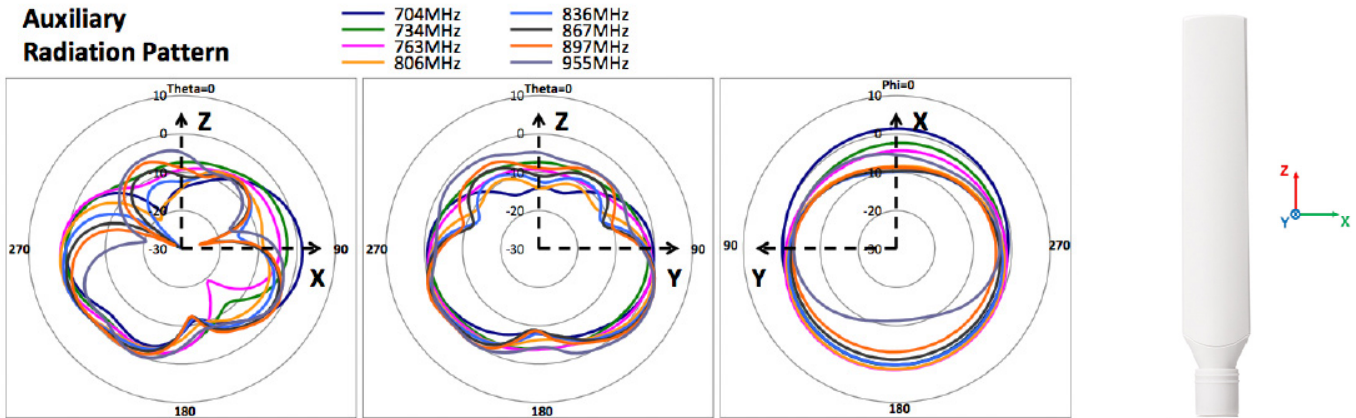 Auxiliary
Radiation Pattern
704MHz
734MHz
763MHz
806MHz
836MHz
867MHz
897MHz
955MHz
Theta=0
10
Z
0
-10
-20
270
-30
90
X
180
Theta=0
10
Z
0
-10
-20
270
-30
90
Y
180
Phi=0
10
X
0
-10
-20
90
-30
270
Y
180
Z
Y
X